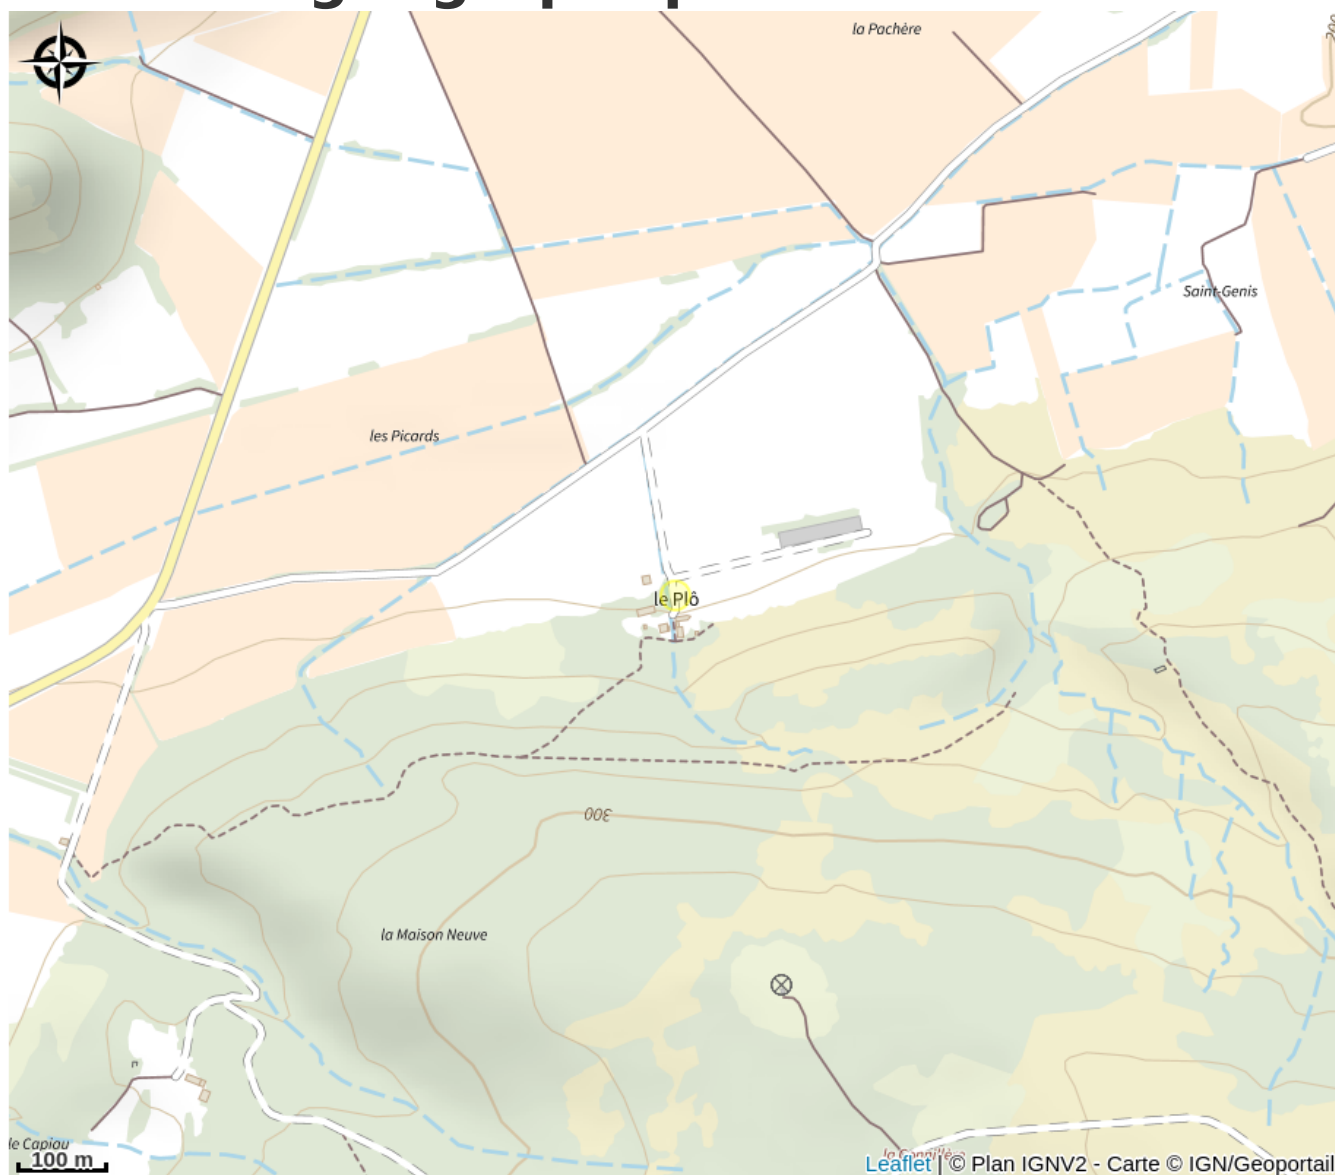 la Pachère
200
Saint-Genis
les Picards
le Plô
300
la Maison Neuve
le Capiou
100 m
Leaflet | © Plan IGNV2 - Carte © IGN/Geoportail